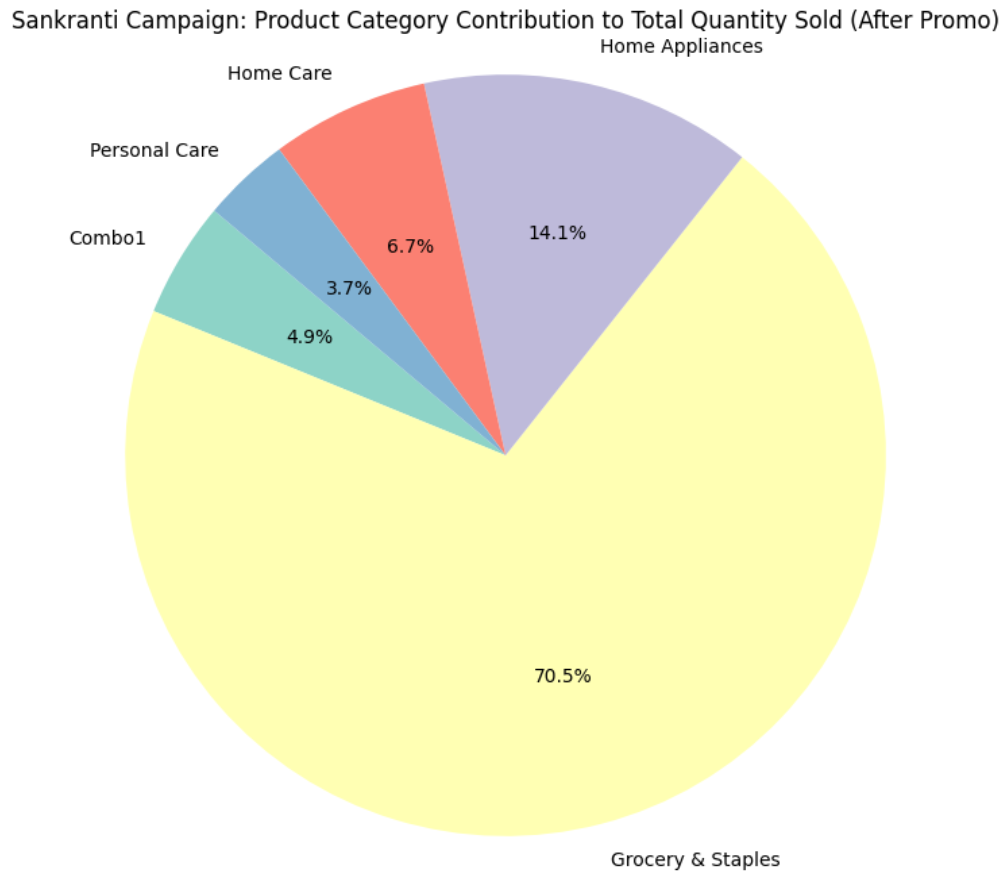 Sankranti Campaign: Product Category Contribution to Total Quantity Sold (After Promo)
Home Appliances
Home Care
Personal Care
Combo1
14.1%
6.7%
3.7%
4.9%
70.5%
Grocery & Staples